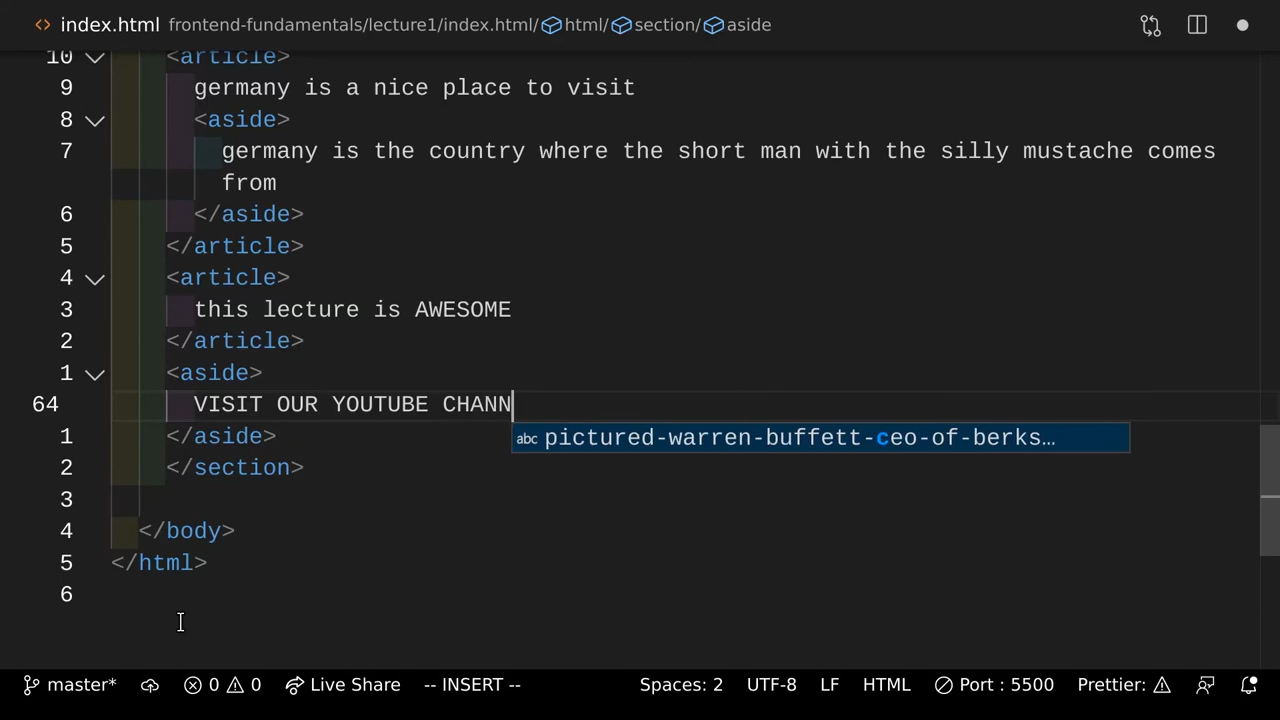 index.html frontend-fundamentals/lecture1/index.html/html/section/aside
10 <article>
9 germany is a nice place to visit
8 <aside>
7 germany is the country where the short man with the silly mustache comes
from
6 </aside>
5 </article>
4 <article>
3 this lecture is AWESOME
2 </article>
1 <aside>
64 VISIT OUR YOUTUBE CHANN
abc pictured-warren-buffett-ceo-of-berks…
1 </aside>
2 </section>
3
4 </body>
5 </html>
6
master* 0 0 Live Share -- INSERT -- Spaces: 2 UTF-8 LF HTML Port : 5500 Prettier: